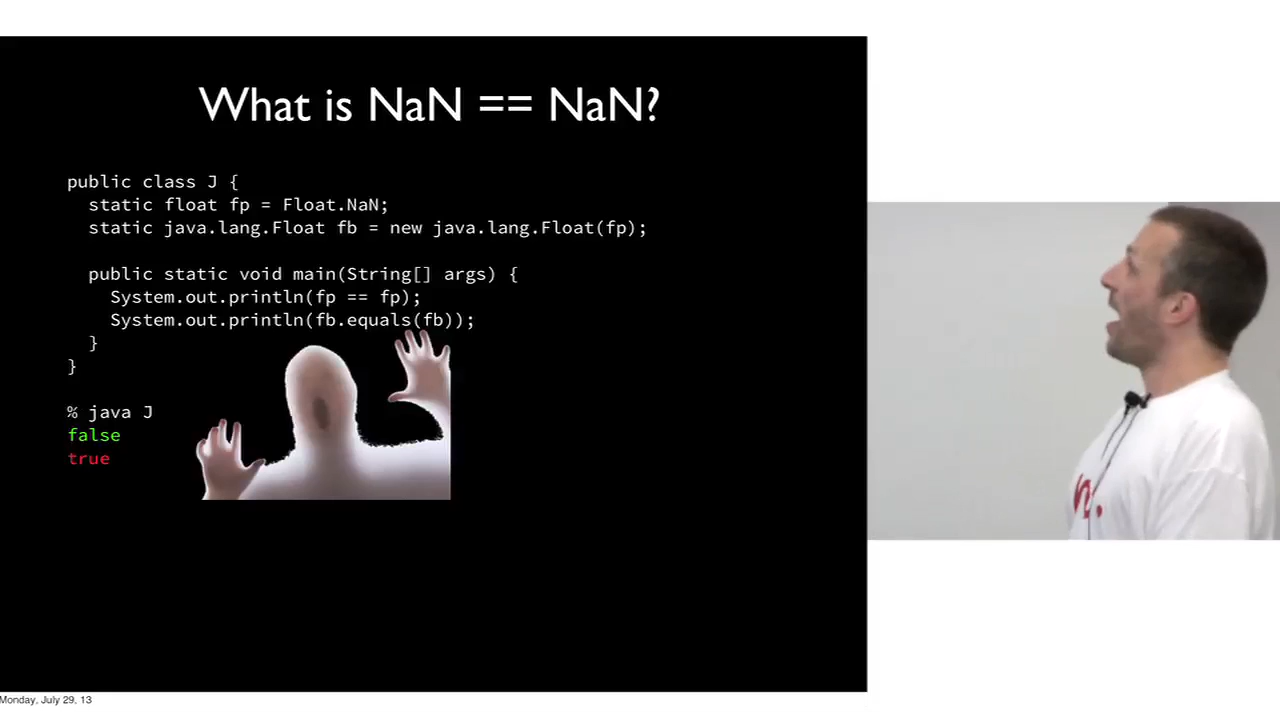 What is NaN == NaN?
public class J {
static float fp = Float.NaN;
static java.lang.Float fb = new java.lang.Float(fp);
public static void main(String[] args) {
System.out.println(fp == fp);
System.out.println(fb.equals(fb));
}
}
% java J
false
true
Monday, July 29, 13